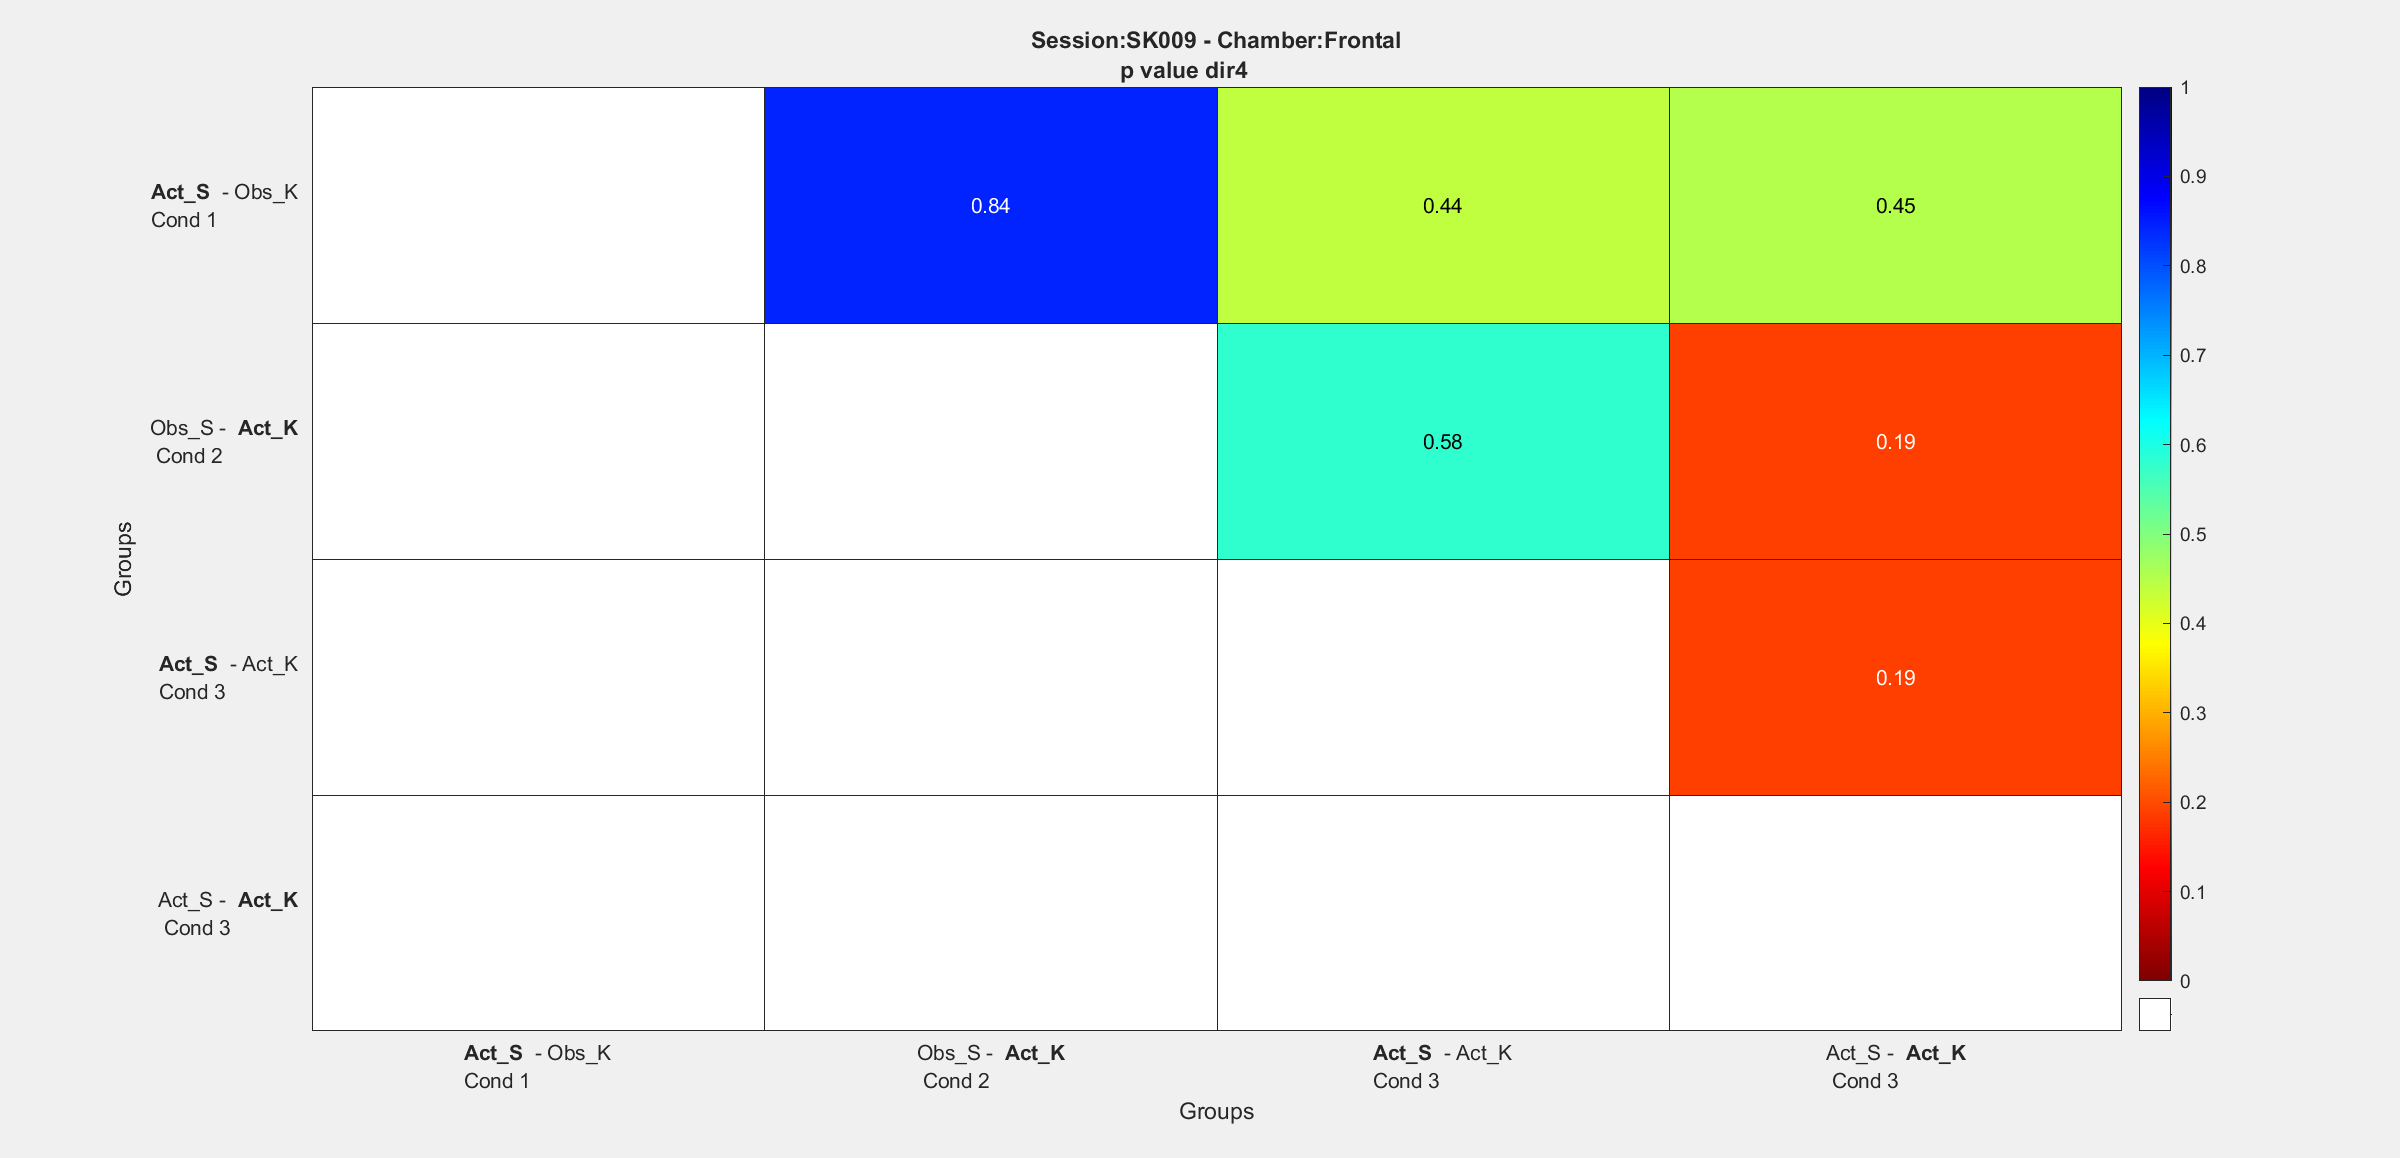 Session:SK009 - Chamber:Frontal
p value dir4
1
0.9
0.8
0.7
0.6
0.5
0.4
0.3
0.2
0.1
0
Act_S - Obs_K
Cond 1
0.84
0.44
0.45
Obs_S - Act_K
Cond 2
0.58
0.19
Groups
Act_S - Act_K
Cond 3
0.19
Act_S - Act_K
Cond 3
Act_S - Obs_K
Cond 1
Obs_S - Act_K
Cond 2
Act_S - Act_K
Cond 3
Act_S - Act_K
Cond 3
Groups